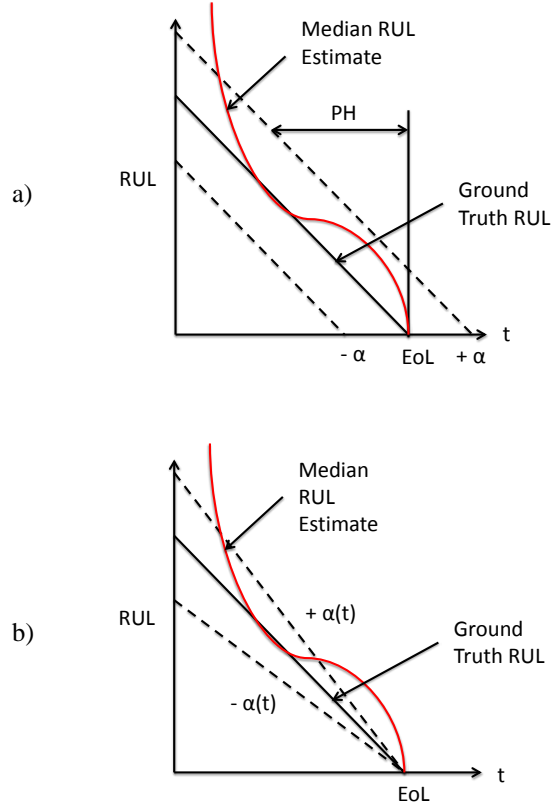 a)
Median RUL
Estimate
PH
RUL
Ground
Truth RUL
t
- α
EoL
+ α
b)
Median
RUL
Estimate
+ α(t)
RUL
Ground
Truth RUL
- α(t)
t
EoL